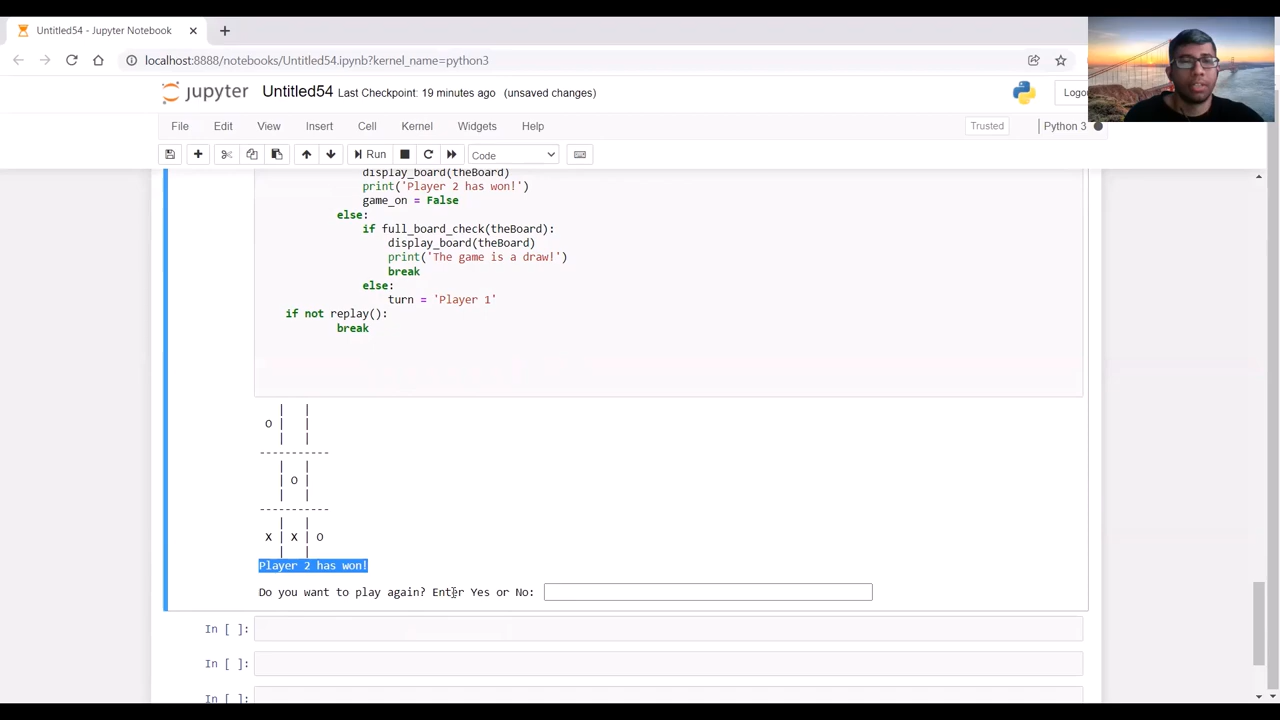 Untitled54 - Jupyter Notebook
localhost:8888/notebooks/Untitled54.ipynb?kernel_name=python3
jupyter Untitled54 Last Checkpoint: 19 minutes ago (unsaved changes)
File Edit View Insert Cell Kernel Widgets Help Trusted Python 3
Run Code
display_board(theBoard)
print('Player 2 has won!')
game_on = False
else:
if full_board_check(theBoard):
display_board(theBoard)
print('The game is a draw!')
break
else:
turn = 'Player 1'
if not replay():
break
| |
O | |
| |
-----------
| |
| O |
| |
-----------
| |
X | X | O
| |
Player 2 has won!
Do you want to play again? Enter Yes or No:
In [ ]:
In [ ]:
In [ ]: